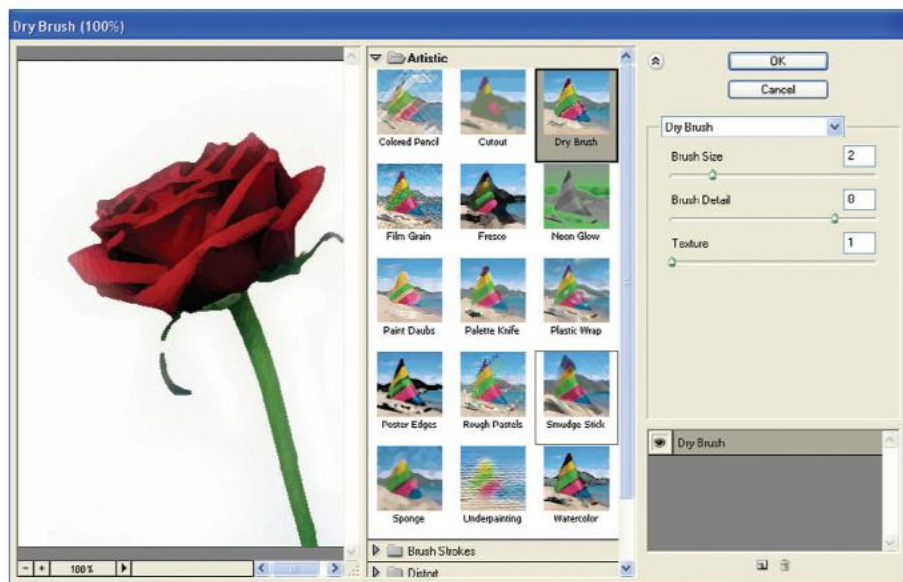 Dry Brush (100%)
Artistic
Colored Pencil
Cutout
Dry Brush
Film Grain
Fresco
Neon Glow
Paint Daubs
Palette Knife
Plastic Wrap
Poster Edges
Rough Pastels
Smudge Stick
Sponge
Underpainting
Watercolor
Brush Strokes
Distort
- + 100%
OK
Cancel
Dry Brush
Brush Size 2
Brush Detail 8
Texture 1
Dry Brush